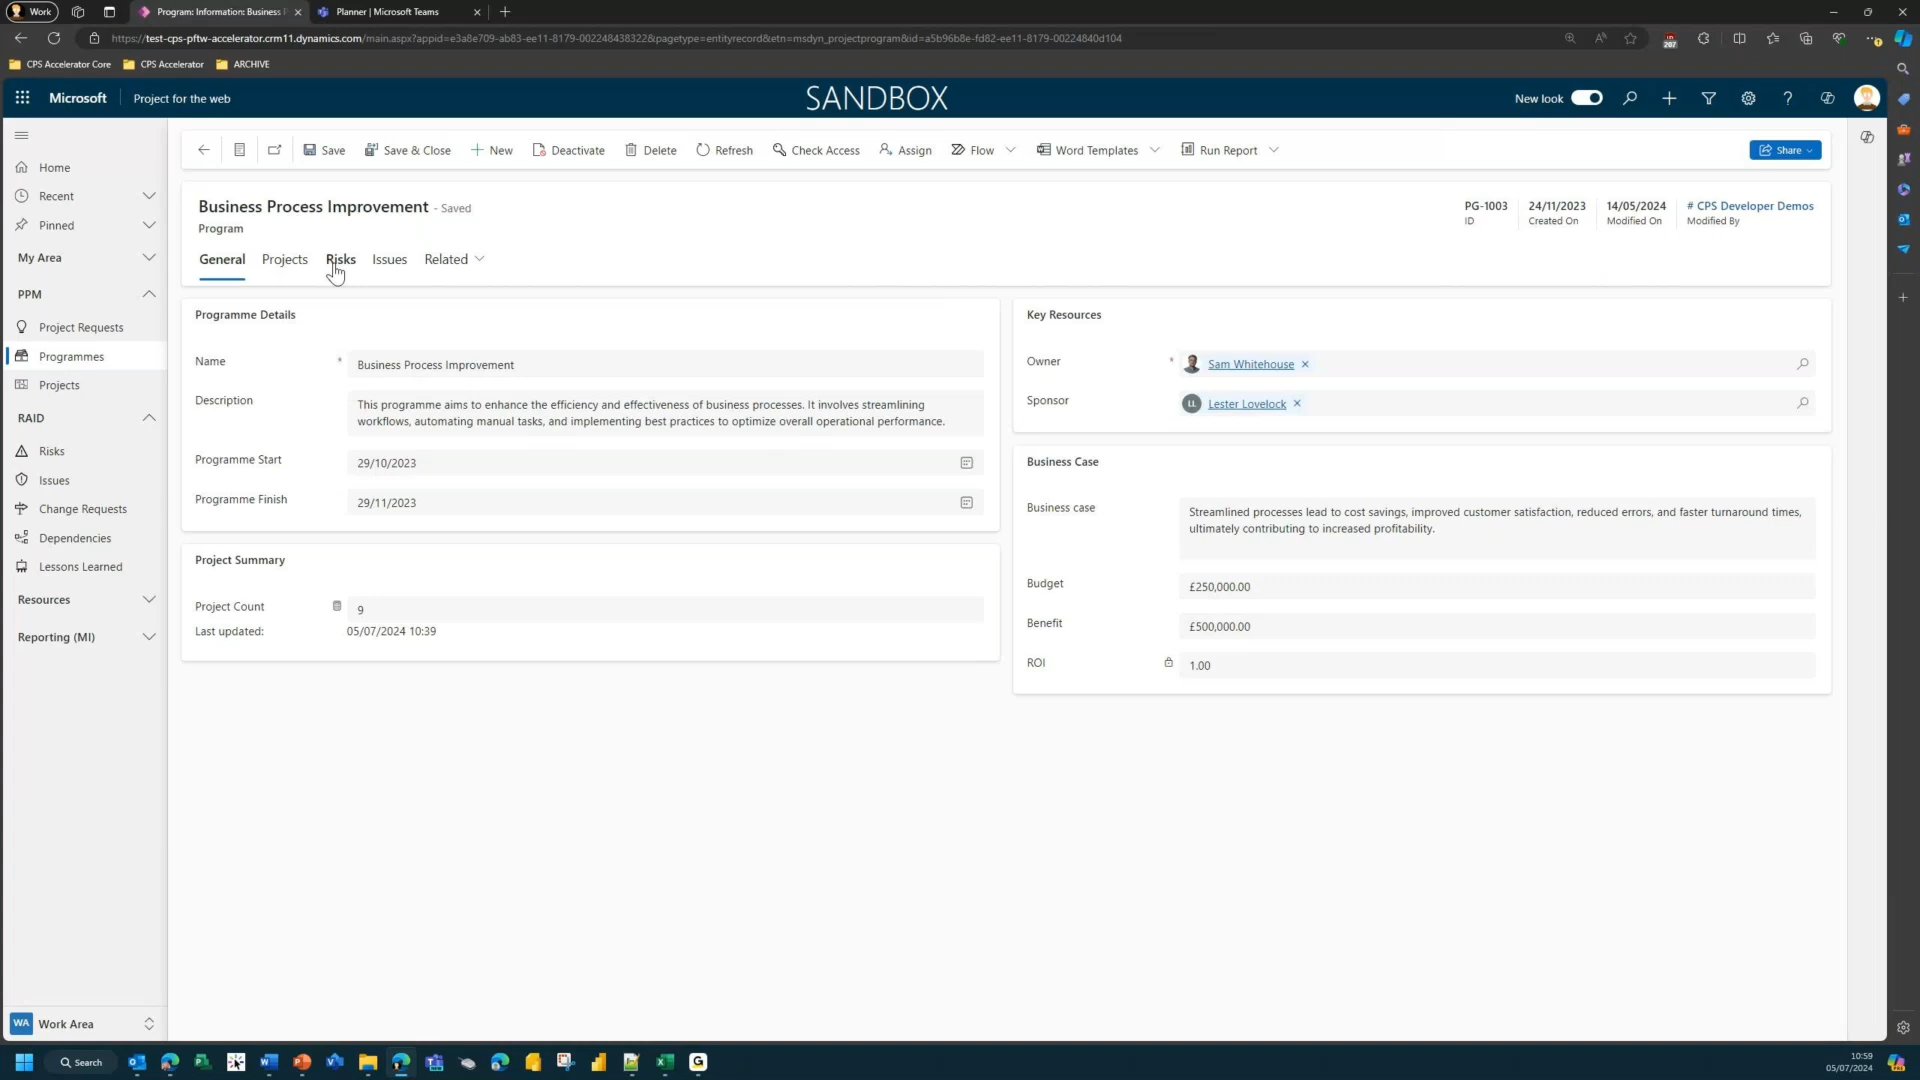 Work
Program: Information: Business P
Planner | Microsoft Teams
https://test-cps-pftw-accelerator.crm11.dynamics.com/main.aspx?appid=e3a8e709-ab83-ee11-8179-002248438322&pagetype=entityrecord&etn=msdyn_projectprogram&id=a5b96b8e-fd82-ee11-8179-00224840d104
287
CPS Accelerator Core
CPS Accelerator
ARCHIVE
Microsoft
Project for the web
SANDBOX
New look
Home
Recent
Pinned
My Area
PPM
Project Requests
Programmes
Projects
RAID
Risks
Issues
Change Requests
Dependencies
Lessons Learned
Resources
Reporting (MI)
WA Work Area
Save
Save & Close
New
Deactivate
Delete
Refresh
Check Access
Assign
Flow
Word Templates
Run Report
Share
Business Process Improvement - Saved
Program
PG-1003
ID
24/11/2023
Created On
14/05/2024
Modified On
# CPS Developer Demos
Modified By
General
Projects
Risks
Issues
Related
Programme Details
Name * Business Process Improvement
Description
This programme aims to enhance the efficiency and effectiveness of business processes. It involves streamlining
workflows, automating manual tasks, and implementing best practices to optimize overall operational performance.
Programme Start 29/10/2023
Programme Finish 29/11/2023
Project Summary
Project Count 9
Last updated: 05/07/2024 10:39
Key Resources
Owner * Sam Whitehouse
Sponsor LL Lester Lovelock
Business Case
Business case
Streamlined processes lead to cost savings, improved customer satisfaction, reduced errors, and faster turnaround times,
ultimately contributing to increased profitability.
Budget £250,000.00
Benefit £500,000.00
ROI 1.00
Search
10:59
05/07/2024